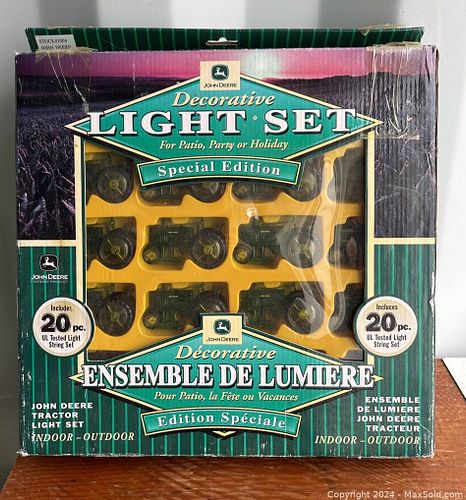 JOHN DEERE
JOHN DEERE
Decorative
LIGHT · SET
For Patio, Party or Holiday
Special Edition
JOHN DEERE
Includes
20 pc.
UL Tested Light
String Set
Includes
20 pc.
UL Tested Light
String Set
JOHN DEERE
Décorative
ENSEMBLE DE LUMIERE
Pour Patio, la Fête ou Vacances
Edition Spéciale
JOHN DEERE
TRACTOR
LIGHT SET
INDOOR – OUTDOOR
ENSEMBLE
DE LUMIERE
JOHN DEERE
TRACTEUR
INDOOR – OUTDOOR
Copyright © 2024 - MaxSold.com